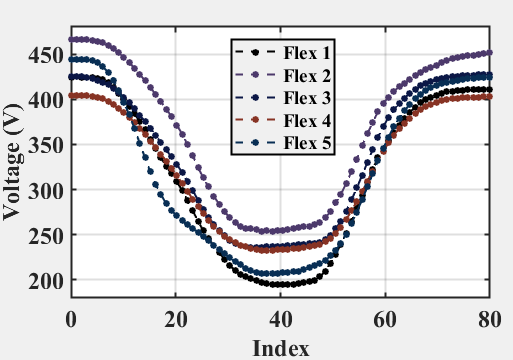 450
400
350
300
250
200
Voltage (V)
Flex 1
Flex 2
Flex 3
Flex 4
Flex 5
0 20 40 60 80
Index